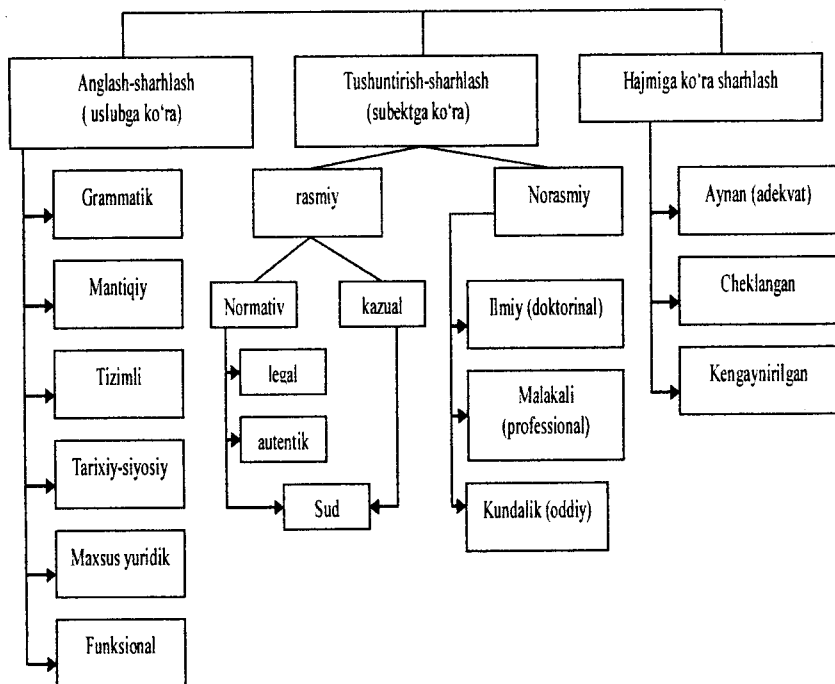 Anglash-sharhlash
( uslubga ko‘ra)
Tushuntirish-sharhlash
(subektga ko‘ra)
Hajmiga ko‘ra sharhlash
Grammatik
Mantiqiy
Tizimli
Tarixiy-siyosiy
Maxsus yuridik
Funksional
rasmiy
Norasmiy
Normativ
kazual
legal
autentik
Sud
Ilmiy (doktorinal)
Malakali
(professional)
Kundalik (oddiy)
Aynan (adekvat)
Cheklangan
Kengaynirilgan